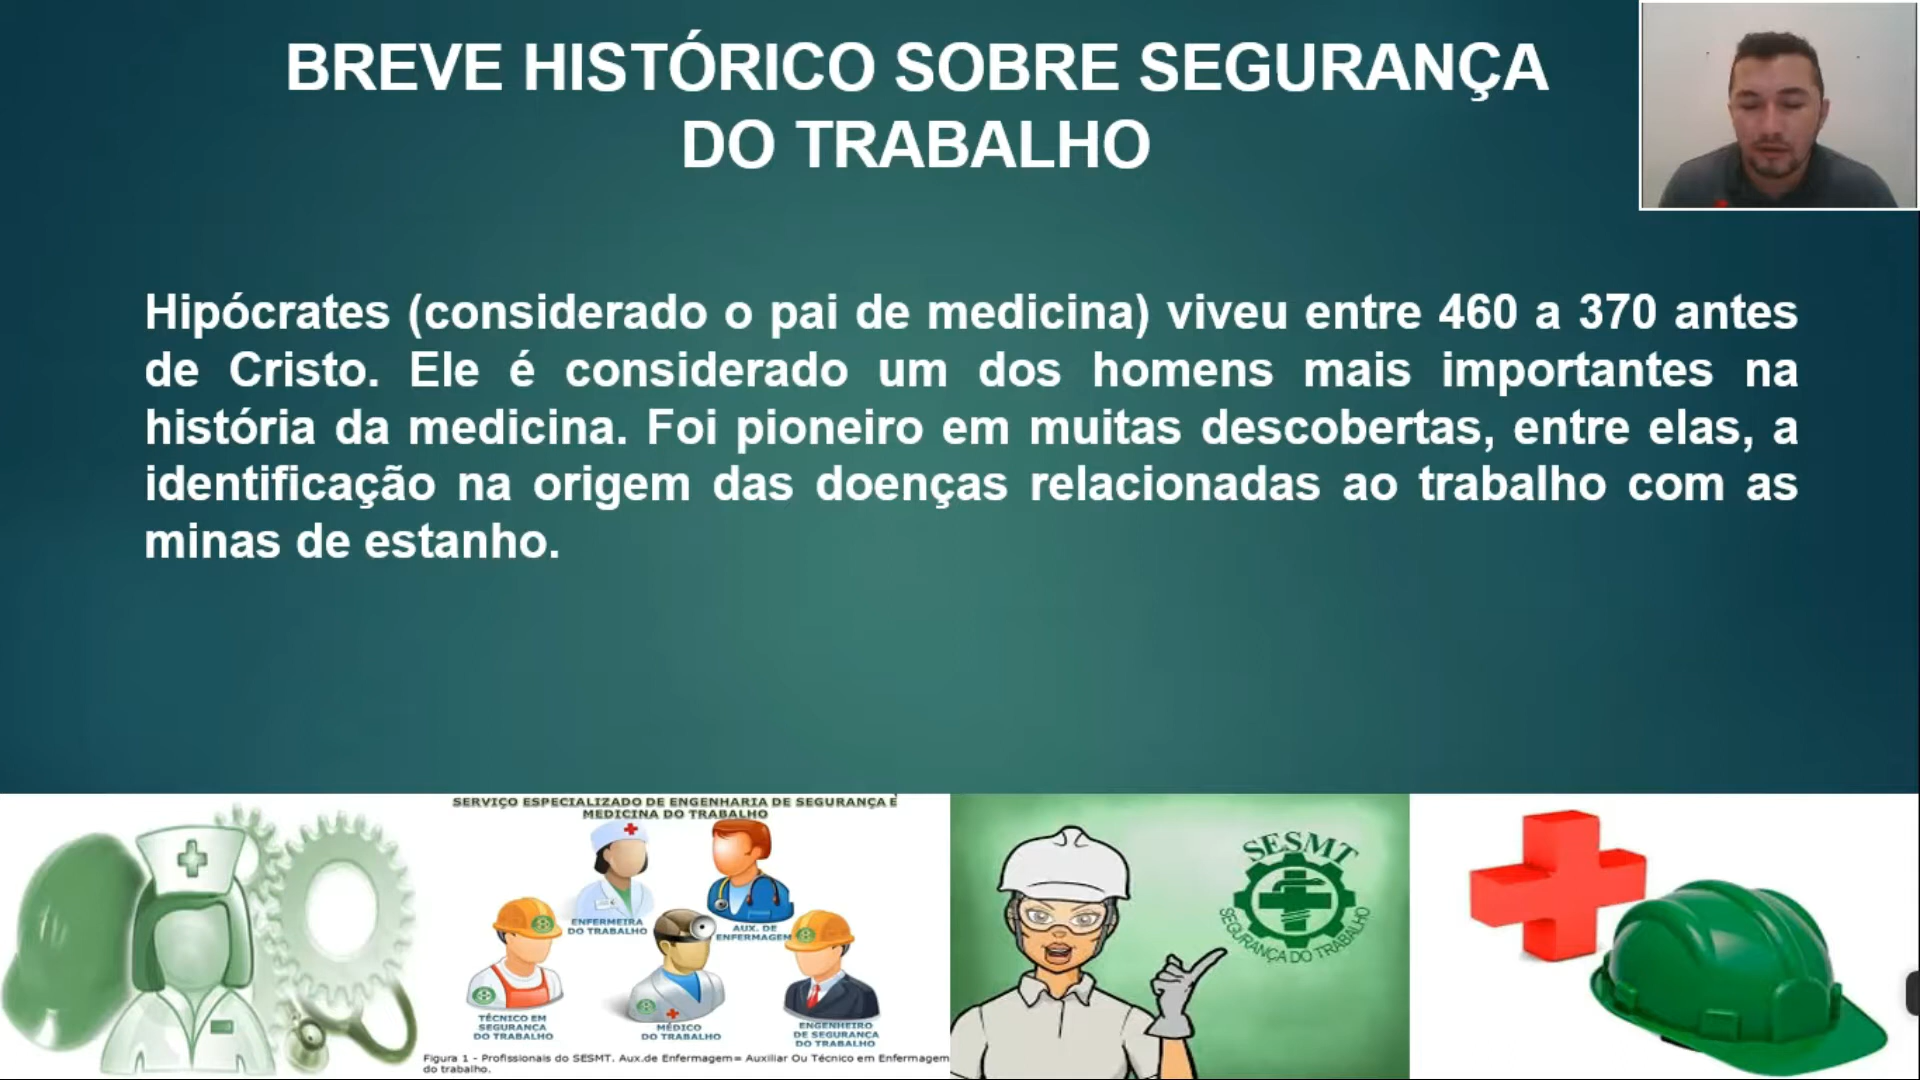 BREVE HISTÓRICO SOBRE SEGURANÇA
DO TRABALHO
Hipócrates (considerado o pai de medicina) viveu entre 460 a 370 antes
de Cristo. Ele é considerado um dos homens mais importantes na
história da medicina. Foi pioneiro em muitas descobertas, entre elas, a
identificação na origem das doenças relacionadas ao trabalho com as
minas de estanho.
SERVIÇO ESPECIALIZADO DE ENGENHARIA DE SEGURANÇA E
MEDICINA DO TRABALHO
ENFERMEIRA
DO TRABALHO
AUX. DE
ENFERMAGEM
TÉCNICO EM
SEGURANÇA
DO TRABALHO
MÉDICO
DO TRABALHO
ENGENHEIRO
DE SEGURANÇA
DO TRABALHO
Figura 1 - Profissionais do SESMT. Aux.de Enfermagem= Auxiliar Ou Técnico em Enfermagem
do trabalho.
SESMT
SEGURANÇA DO TRABALHO